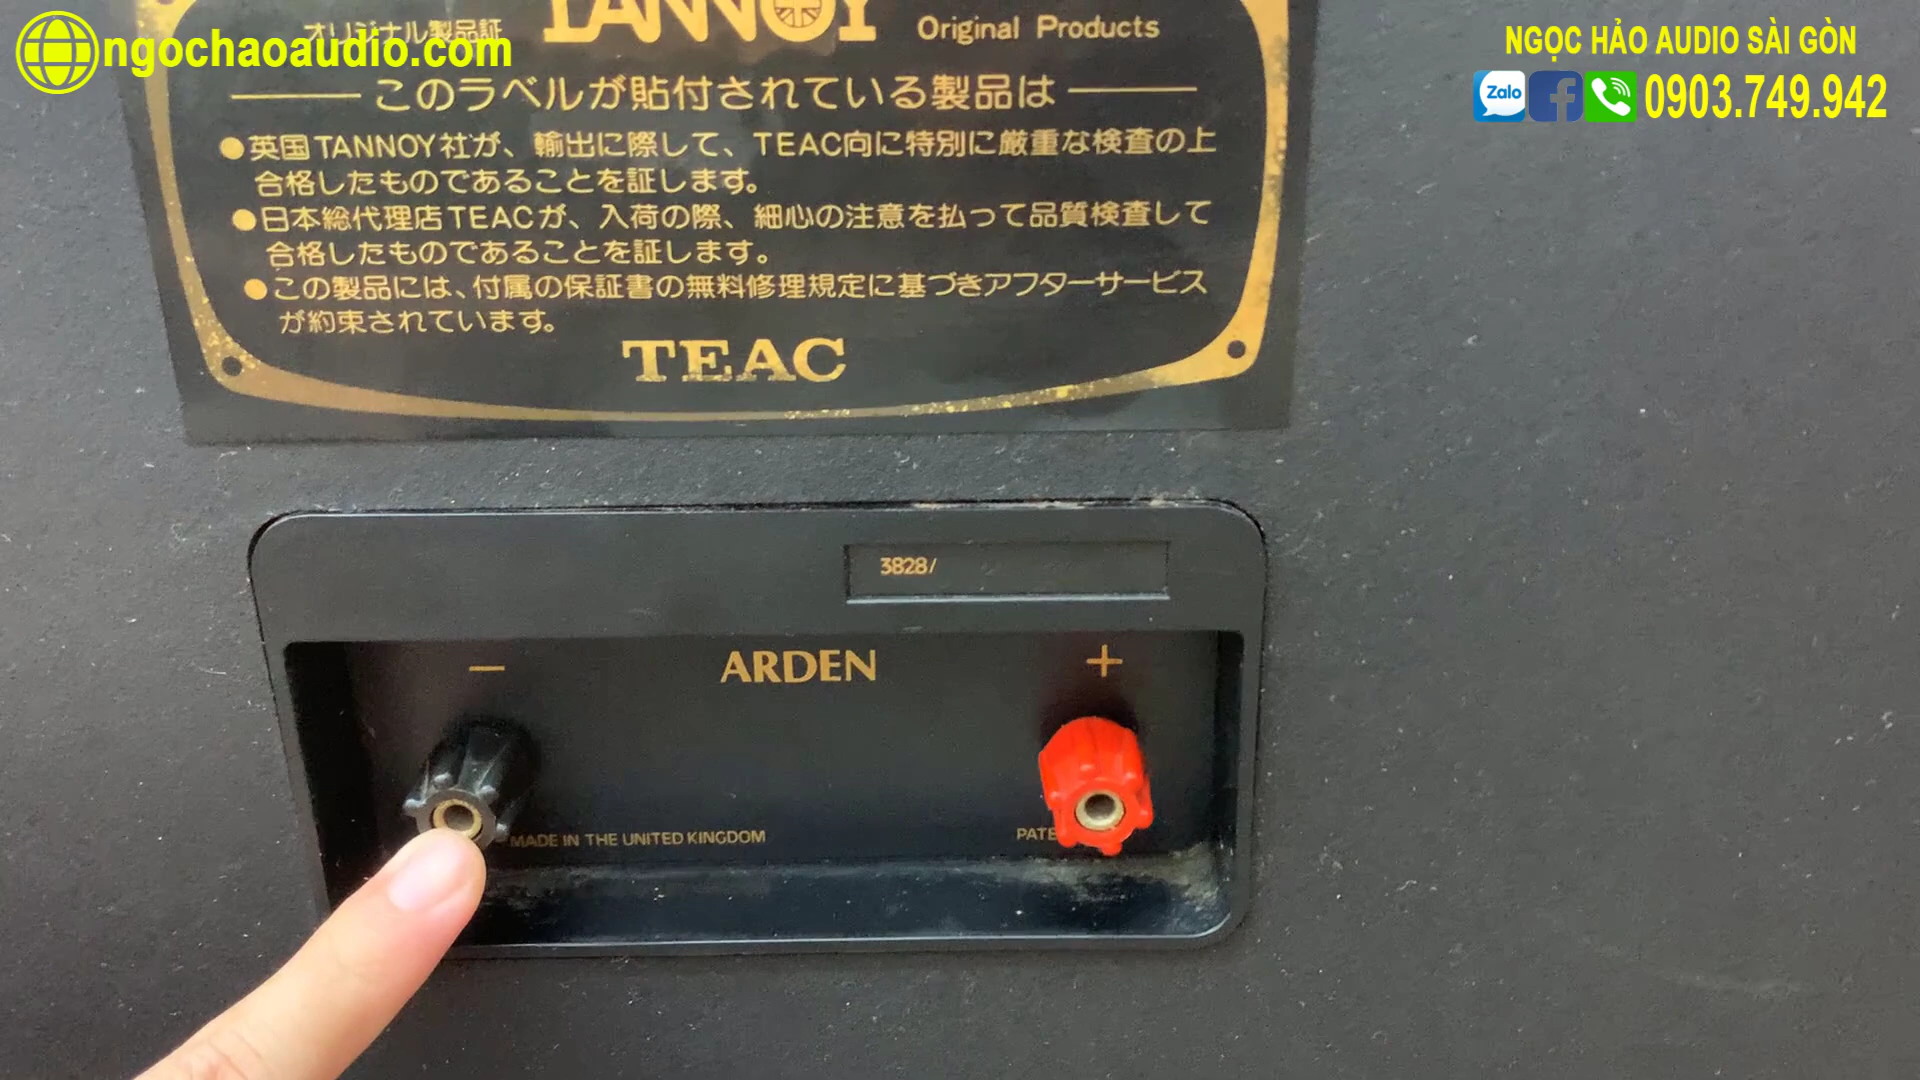 ngochaoaudio.com
NGỌC HẢO AUDIO SÀI GÒN
Zalo
0903.749.942
オリジナル製品証 TANNOY Original Products
このラベルが貼付されている製品は
●英国TANNOY社が、輸出に際して、TEAC向に特別に厳重な検査の上
合格したものであることを証します。
●日本総代理店TEACが、入荷の際、細心の注意を払って品質検査して
合格したものであることを証します。
●この製品には、付属の保証書の無料修理規定に基づきアフターサービス
が約束されています。
TEAC
3828/
− ARDEN +
MADE IN THE UNITED KINGDOM